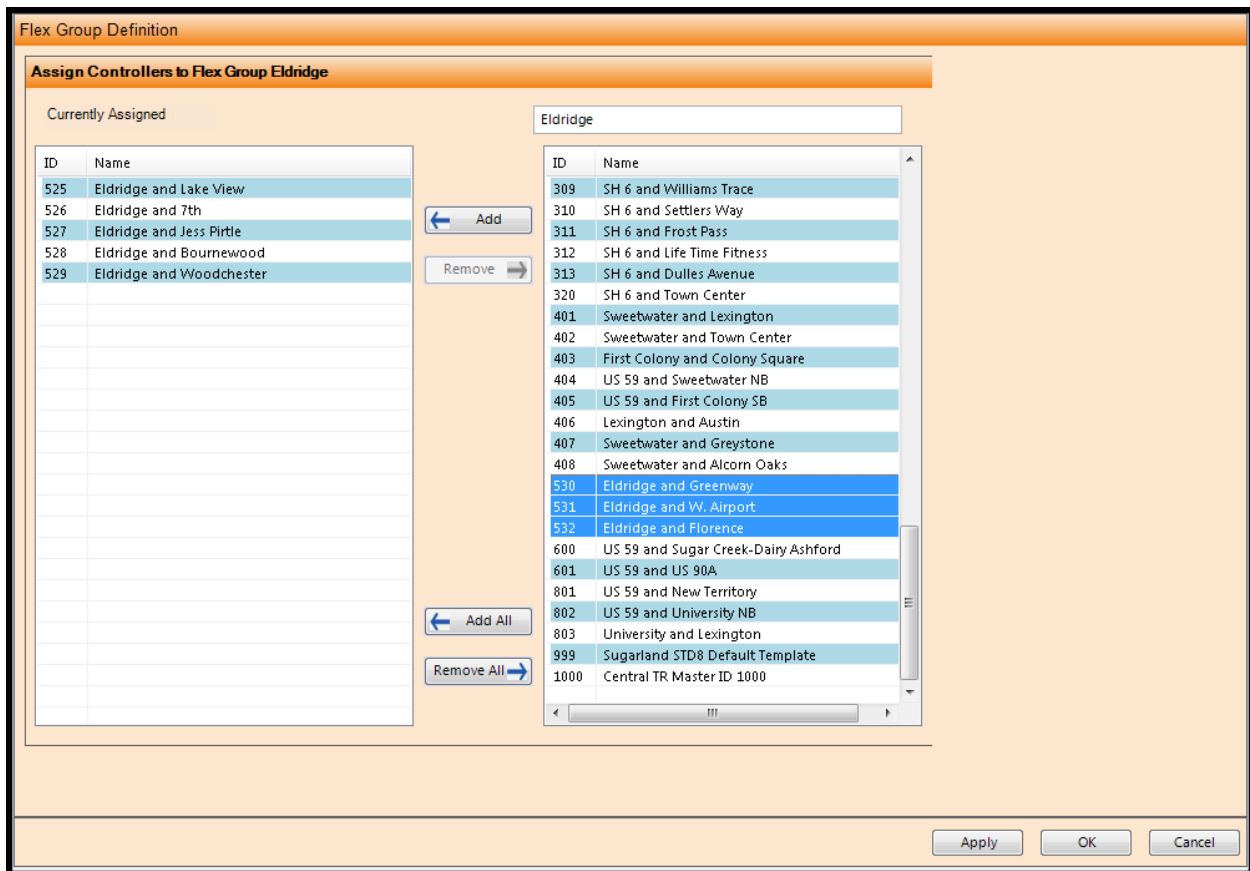 Flex Group Definition
Assign Controllers to Flex Group Eldridge
Currently Assigned
Eldridge
ID Name
525 Eldridge and Lake View
526 Eldridge and 7th
527 Eldridge and Jess Pirtle
528 Eldridge and Bournewood
529 Eldridge and Woodchester
Add
Remove
Add All
Remove All
ID Name
309 SH 6 and Williams Trace
310 SH 6 and Settlers Way
311 SH 6 and Frost Pass
312 SH 6 and Life Time Fitness
313 SH 6 and Dulles Avenue
320 SH 6 and Town Center
401 Sweetwater and Lexington
402 Sweetwater and Town Center
403 First Colony and Colony Square
404 US 59 and Sweetwater NB
405 US 59 and First Colony SB
406 Lexington and Austin
407 Sweetwater and Greystone
408 Sweetwater and Alcorn Oaks
530 Eldridge and Greenway
531 Eldridge and W. Airport
532 Eldridge and Florence
600 US 59 and Sugar Creek-Dairy Ashford
601 US 59 and US 90A
801 US 59 and New Territory
802 US 59 and University NB
803 University and Lexington
999 Sugarland STD8 Default Template
1000 Central TR Master ID 1000
Apply
OK
Cancel